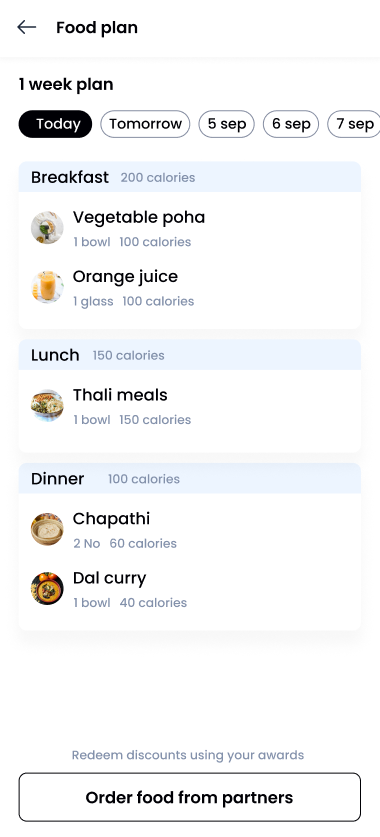 Food plan
1 week plan
Today Tomorrow 5 sep 6 sep 7 sep
Breakfast 200 calories
Vegetable poha
1 bowl 100 calories
Orange juice
1 glass 100 calories
Lunch 150 calories
Thali meals
1 bowl 150 calories
Dinner 100 calories
Chapathi
2 No 60 calories
Dal curry
1 bowl 40 calories
Redeem discounts using your awards
Order food from partners